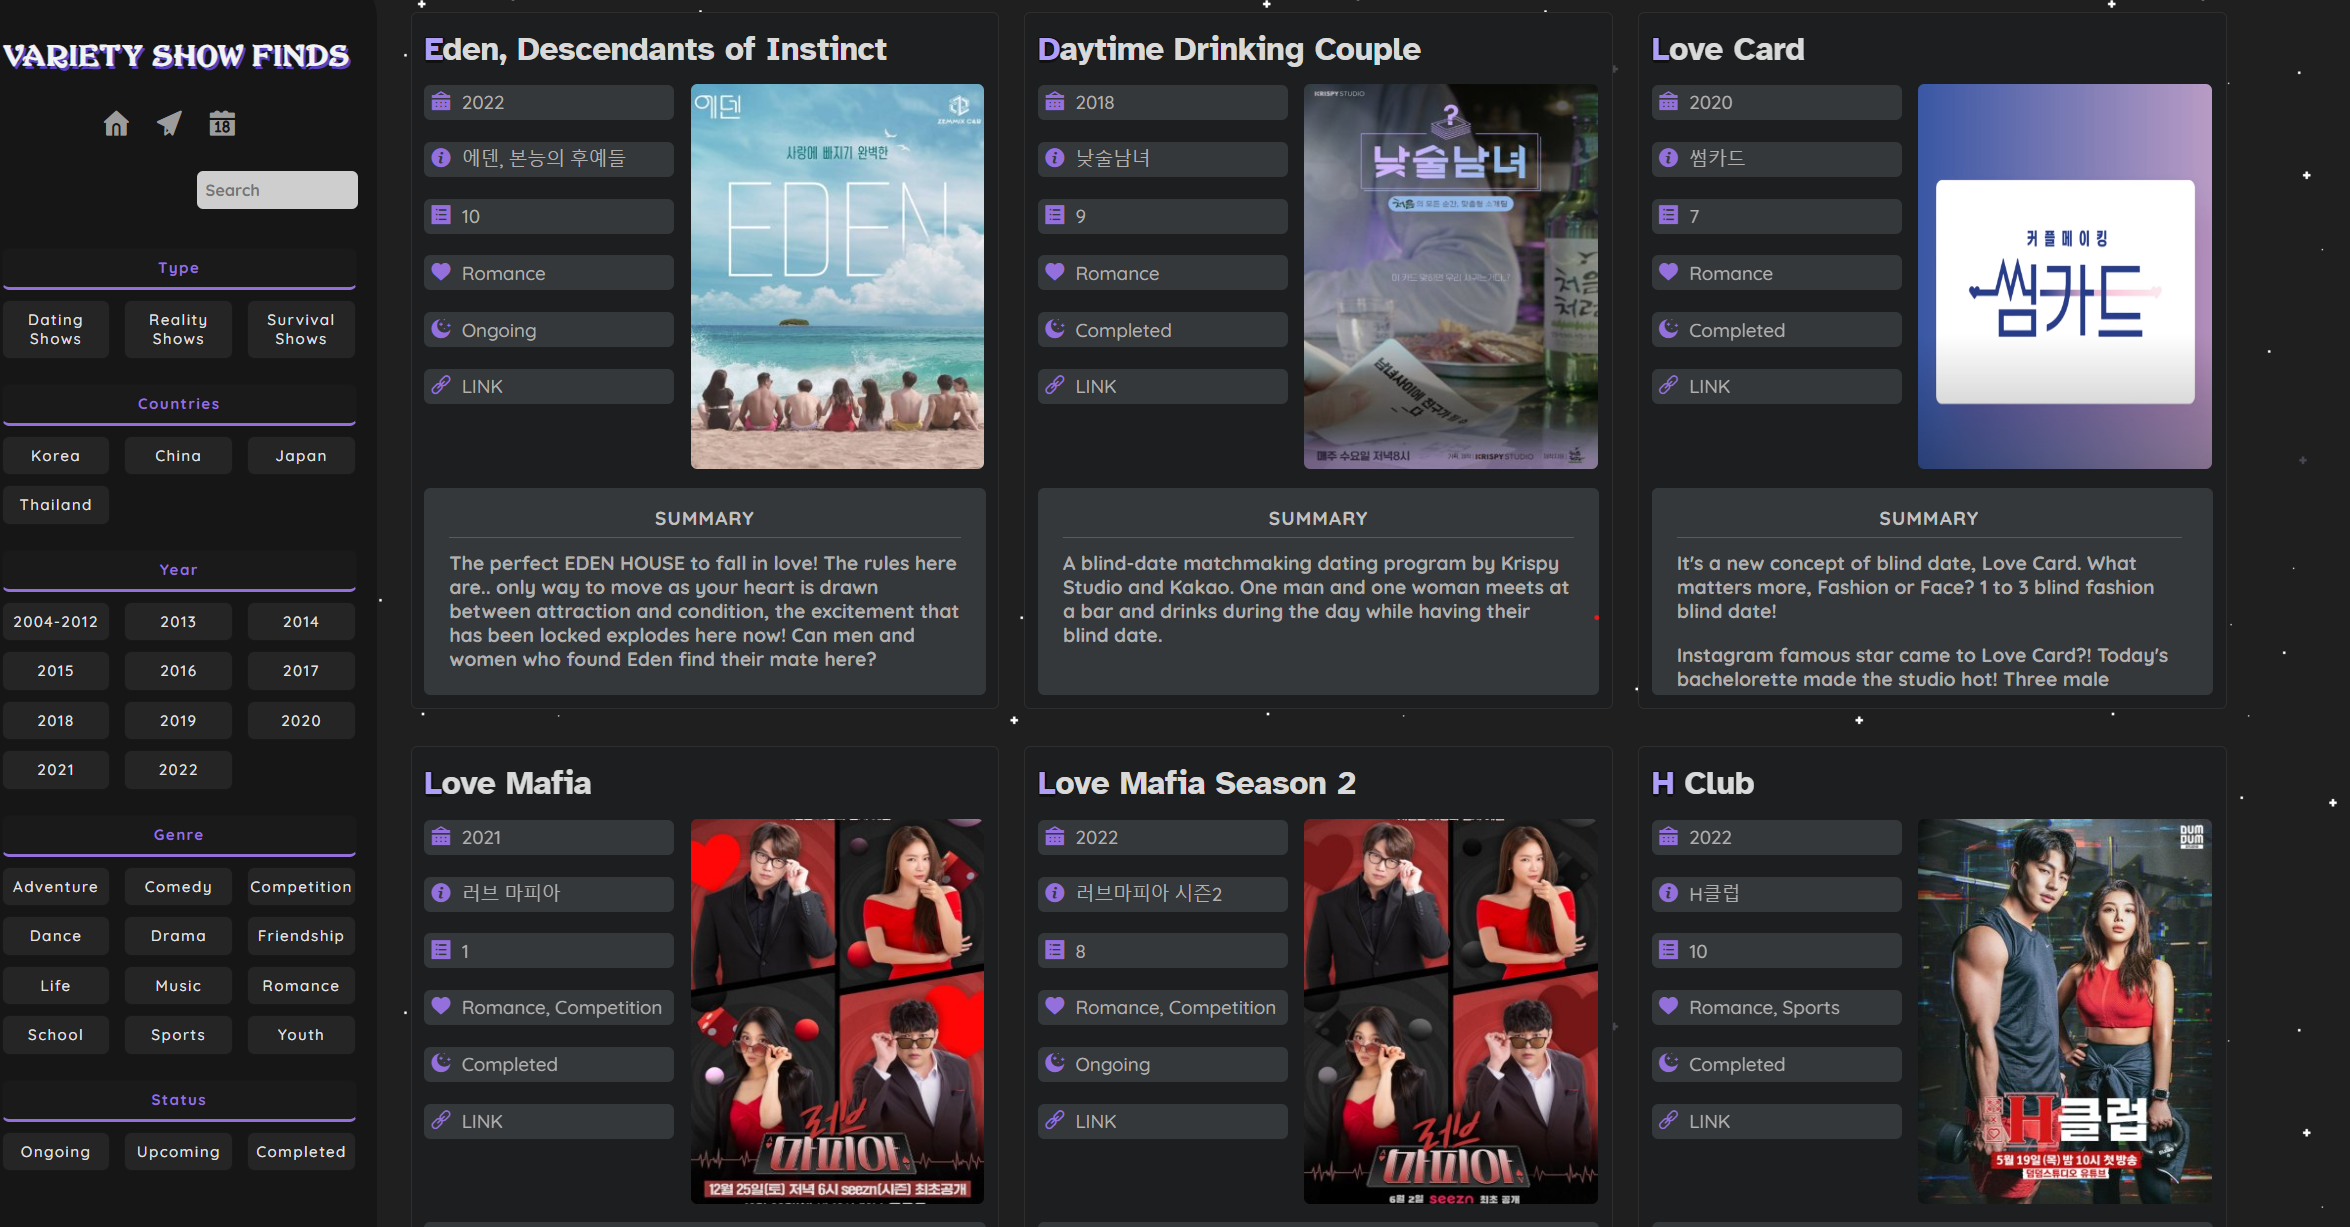 VARIETY SHOW FINDS
18
Search
Type
Dating Shows
Reality Shows
Survival Shows
Countries
Korea
China
Japan
Thailand
Year
2004-2012
2013
2014
2015
2016
2017
2018
2019
2020
2021
2022
Genre
Adventure
Comedy
Competition
Dance
Drama
Friendship
Life
Music
Romance
School
Sports
Youth
Status
Ongoing
Upcoming
Completed
Eden, Descendants of Instinct
2022
에덴, 본능의 후예들
10
Romance
Ongoing
LINK
에덴
사랑에 빠지기 완벽한
EDEN
SUMMARY
The perfect EDEN HOUSE to fall in love! The rules here
are.. only way to move as your heart is drawn
between attraction and condition, the excitement that
has been locked explodes here now! Can men and
women who found Eden find their mate here?
Daytime Drinking Couple
2018
낮술남녀
9
Romance
Completed
LINK
KRISPY STUDIO
?
낮술남녀
처음처럼
매주 수요일 저녁8시
KRISPY STUDIO
SUMMARY
A blind-date matchmaking dating program by Krispy
Studio and Kakao. One man and one woman meets at
a bar and drinks during the day while having their
blind date.
Love Card
2020
썸카드
7
Romance
Completed
LINK
커플메이킹
썸카드
SUMMARY
It's a new concept of blind date, Love Card. What
matters more, Fashion or Face? 1 to 3 blind fashion
blind date!
Instagram famous star came to Love Card?! Today's
bachelorette made the studio hot! Three male
Love Mafia
2021
러브 마피아
1
Romance, Competition
Completed
LINK
러브
마피아
12월 25일(토) 저녁 6시 seezn(시즌) 최초공개
Love Mafia Season 2
2022
러브마피아 시즌2
8
Romance, Competition
Ongoing
LINK
러브
마피아
6월 2일 seezn 최초 공개
H Club
2022
H클럽
10
Romance, Sports
Completed
LINK
DUM
DUM
H클럽
5월 19일(목) 밤 10시 첫방송
덤덤스튜디오 유튜브